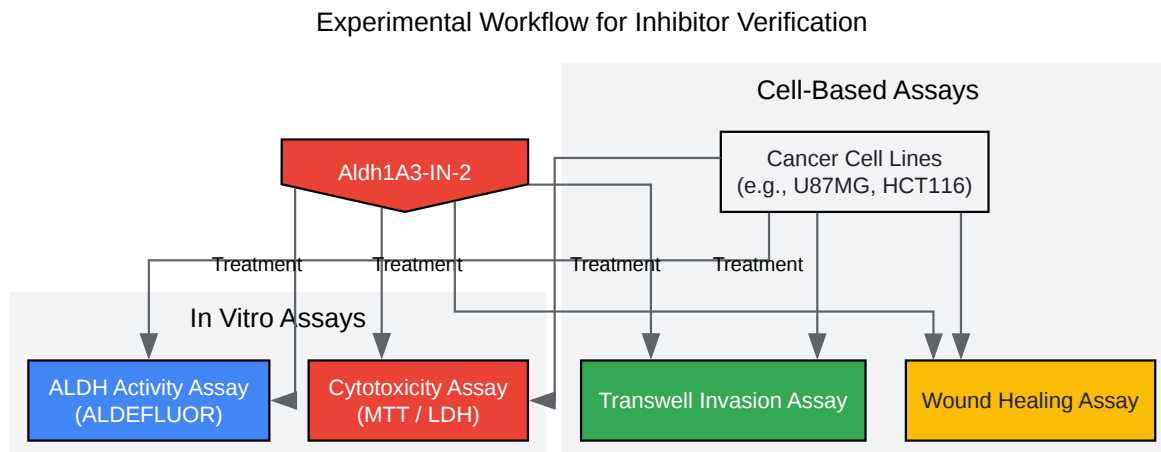 Experimental Workflow for Inhibitor Verification
Cell-Based Assays
Aldh1A3-IN-2
Cancer Cell Lines
(e.g., U87MG, HCT116)
Treatment
Treatment
Treatment
Treatment
In Vitro Assays
ALDH Activity Assay
(ALDEFLUOR)
Cytotoxicity Assay
(MTT / LDH)
Transwell Invasion Assay
Wound Healing Assay